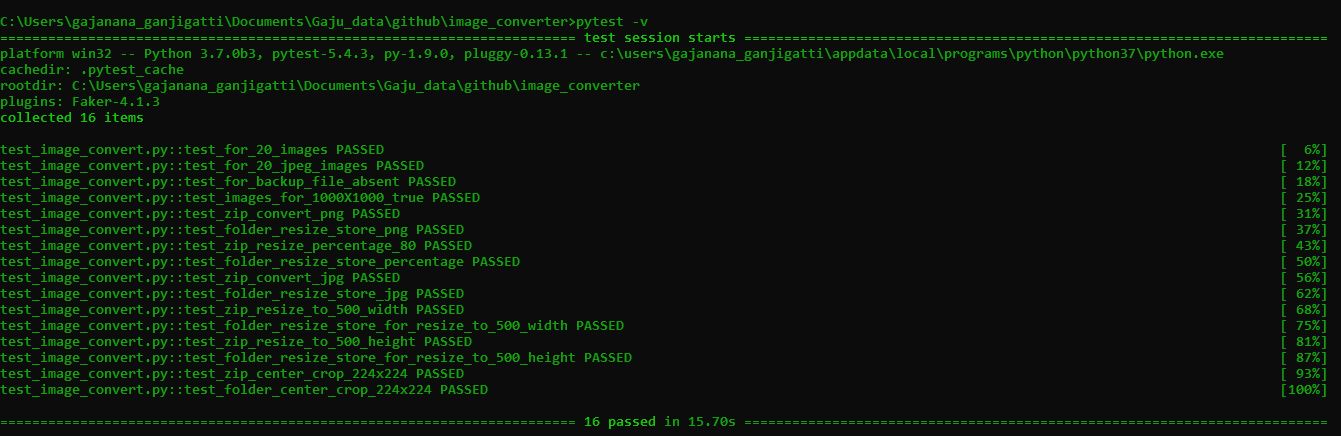 C:\Users\gajanana_ganjigatti\Documents\Gaju_data\github\image_converter>pytest -v
======================================================================== test session starts =========================================================================
platform win32 -- Python 3.7.0b3, pytest-5.4.3, py-1.9.0, pluggy-0.13.1 -- c:\users\gajanana_ganjigatti\appdata\local\programs\python\python37\python.exe
cachedir: .pytest_cache
rootdir: C:\Users\gajanana_ganjigatti\Documents\Gaju_data\github\image_converter
plugins: Faker-4.1.3
collected 16 items
test_image_convert.py::test_for_20_images PASSED [  6%]
test_image_convert.py::test_for_20_jpeg_images PASSED [ 12%]
test_image_convert.py::test_for_backup_file_absent PASSED [ 18%]
test_image_convert.py::test_images_for_1000X1000_true PASSED [ 25%]
test_image_convert.py::test_zip_convert_png PASSED [ 31%]
test_image_convert.py::test_folder_resize_store_png PASSED [ 37%]
test_image_convert.py::test_zip_resize_percentage_80 PASSED [ 43%]
test_image_convert.py::test_folder_resize_store_percentage PASSED [ 50%]
test_image_convert.py::test_zip_convert_jpg PASSED [ 56%]
test_image_convert.py::test_folder_resize_store_jpg PASSED [ 62%]
test_image_convert.py::test_zip_resize_to_500_width PASSED [ 68%]
test_image_convert.py::test_folder_resize_store_for_resize_to_500_width PASSED [ 75%]
test_image_convert.py::test_zip_resize_to_500_height PASSED [ 81%]
test_image_convert.py::test_folder_resize_store_for_resize_to_500_height PASSED [ 87%]
test_image_convert.py::test_zip_center_crop_224x224 PASSED [ 93%]
test_image_convert.py::test_folder_center_crop_224x224 PASSED [100%]
======================================================================== 16 passed in 15.70s =========================================================================